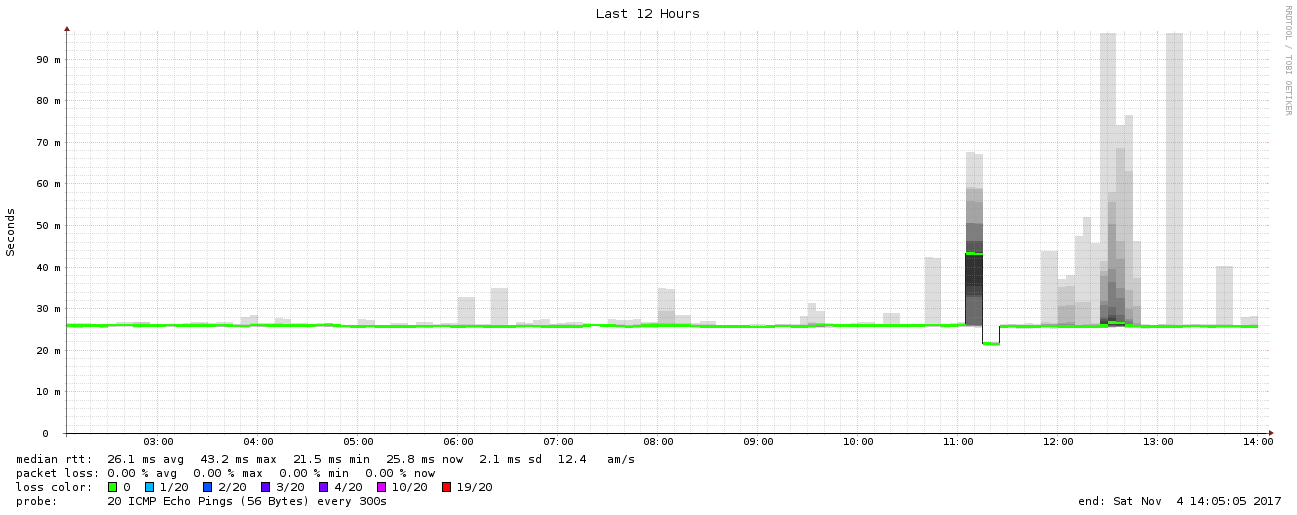 Last 12 Hours
RRDTOOL / TOBI OETIKER
Seconds
90 m
80 m
70 m
60 m
50 m
40 m
30 m
20 m
10 m
0
03:00 04:00 05:00 06:00 07:00 08:00 09:00 10:00 11:00 12:00 13:00 14:00
median rtt: 26.1 ms avg 43.2 ms max 21.5 ms min 25.8 ms now 2.1 ms sd 12.4 am/s
packet loss: 0.00 % avg 0.00 % max 0.00 % min 0.00 % now
loss color: 0 1/20 2/20 3/20 4/20 10/20 19/20
probe: 20 ICMP Echo Pings (56 Bytes) every 300s end: Sat Nov 4 14:05:05 2017